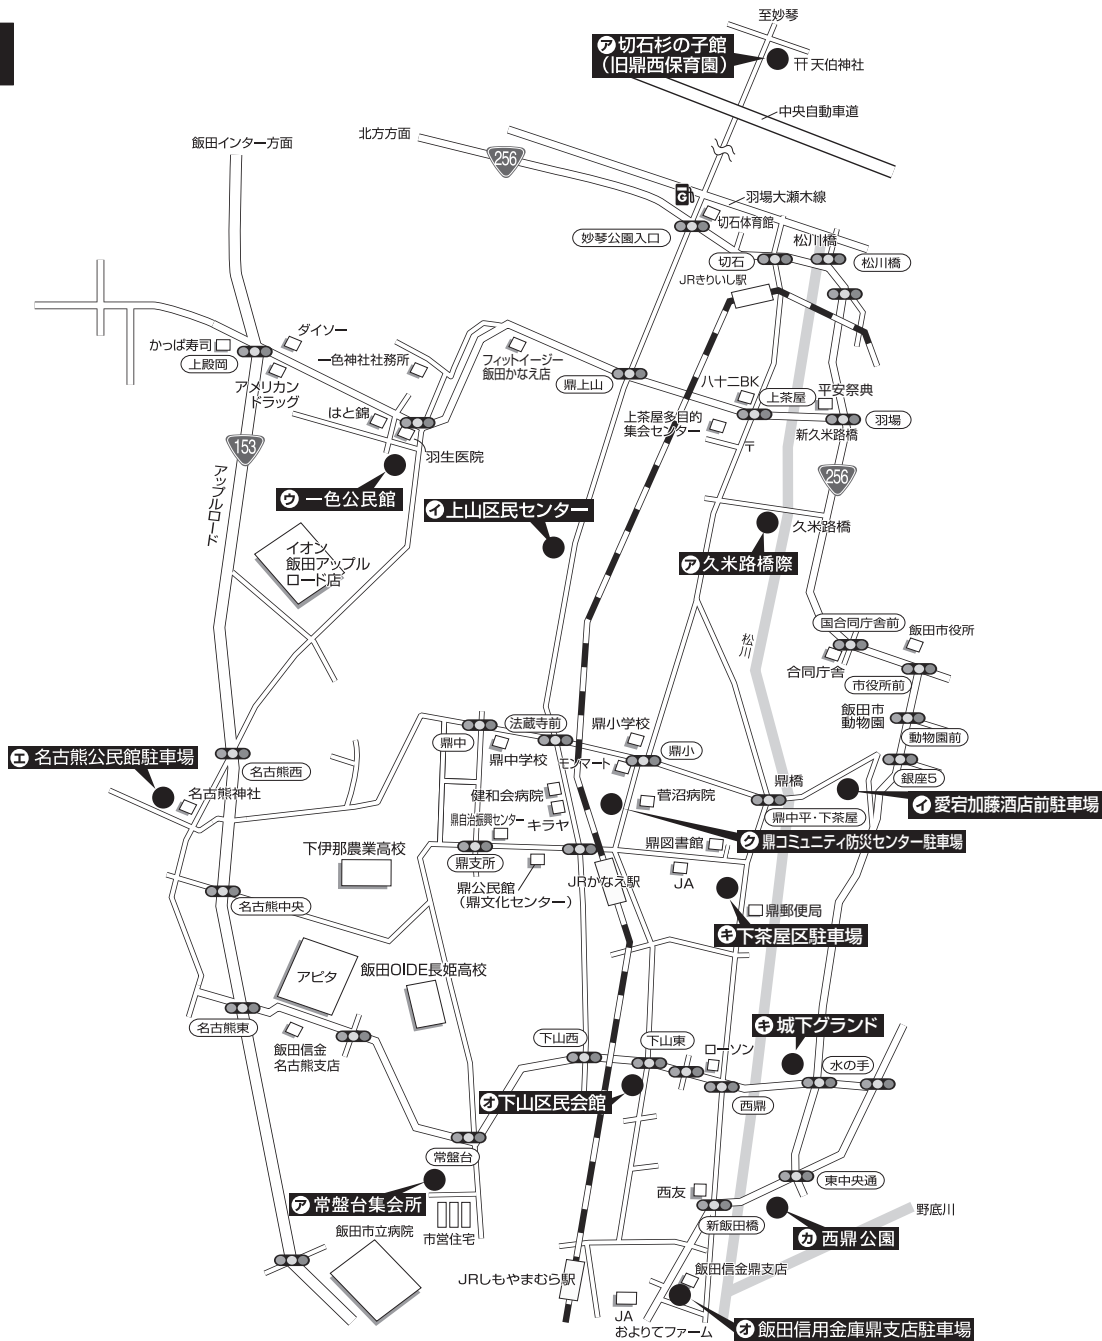 至妙琴
㋐切石杉の子館
(旧鼎西保育園)
天伯神社
中央自動車道
北方方面
飯田インター方面
256
羽場大瀬木線
G
切石体育館
妙琴公園入口
松川橋
切石
松川橋
JRきりいし駅
ダイソー
かっぱ寿司
上殿岡
一色神社社務所
フィットイージー
飯田かなえ店
鼎上山
八十二BK
上茶屋
平安祭典
アメリカン
ドラッグ
はと錦
上茶屋多目的
集会センター
新久米路橋
羽場
〒
153
羽生医院
256
アップルロード
㋒ 一色公民館
㋑上山区民センター
久米路橋
イオン
飯田アップル
ロード店
㋐久米路橋際
国合同庁舎前
飯田市役所
松川
合同庁舎
市役所前
飯田市
動物園
鼎中
法蔵寺前
鼎小学校
動物園前
㋓名古熊公民館駐車場
鼎中学校
モンマート
鼎小
名古熊西
銀座5
名古熊神社
健和会病院
菅沼病院
鼎橋
㋑愛宕加藤酒店前駐車場
鼎自治振興センター
キラヤ
鼎中平・下茶屋
㋗鼎コミュニティ防災センター駐車場
下伊那農業高校
鼎支所
鼎図書館
鼎公民館
(鼎文化センター)
JRかなえ駅
JA
名古熊中央
鼎郵便局
㋖下茶屋区駐車場
アピタ
飯田OIDE長姫高校
名古熊東
㋖城下グランド
飯田信金
名古熊支店
下山西
下山東
ローソン
水の手
㋔下山区民会館
西鼎
常盤台
東中央通
㋐常盤台集会所
西友
野底川
飯田市立病院
市営住宅
新飯田橋
㋕西鼎公園
JRしもやまむら駅
飯田信金鼎支店
JA
およりてファーム
㋔飯田信用金庫鼎支店駐車場